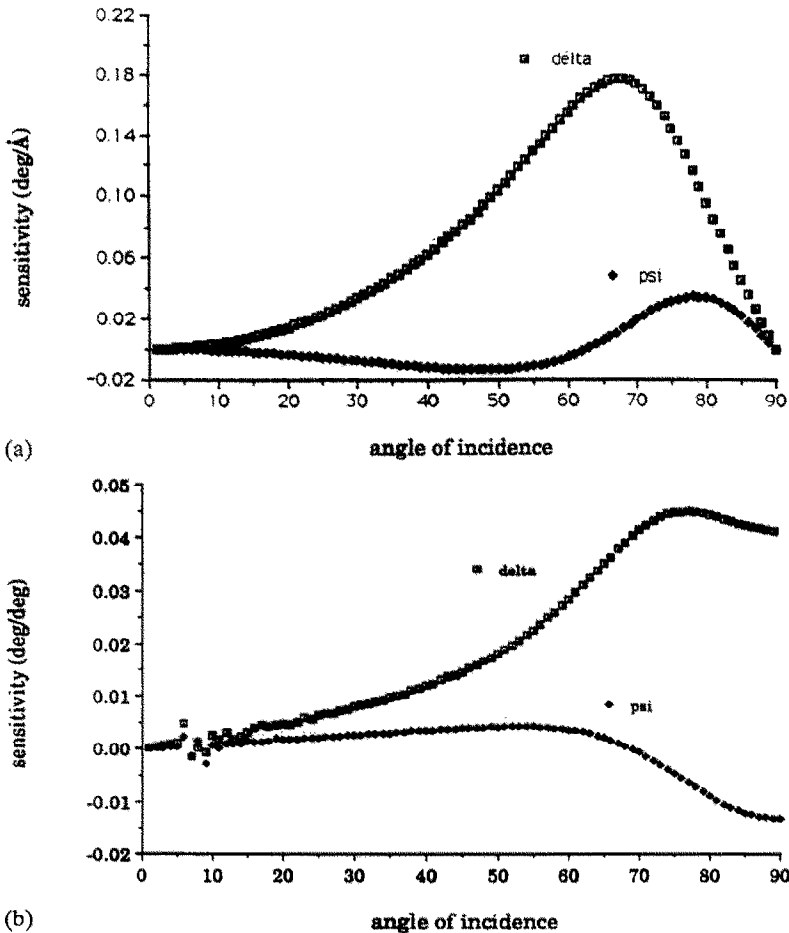 0.22
0.18
0.14
0.10
0.06
0.02
-0.02
sensitivity (deg/Å)
delta
psi
0 10 20 30 40 50 60 70 80 90
(a)
angle of incidence
0.05
0.04
0.03
0.02
0.01
0.00
-0.01
-0.02
sensitivity (deg/deg)
delta
psi
0 10 20 30 40 50 60 70 80 90
(b)
angle of incidence